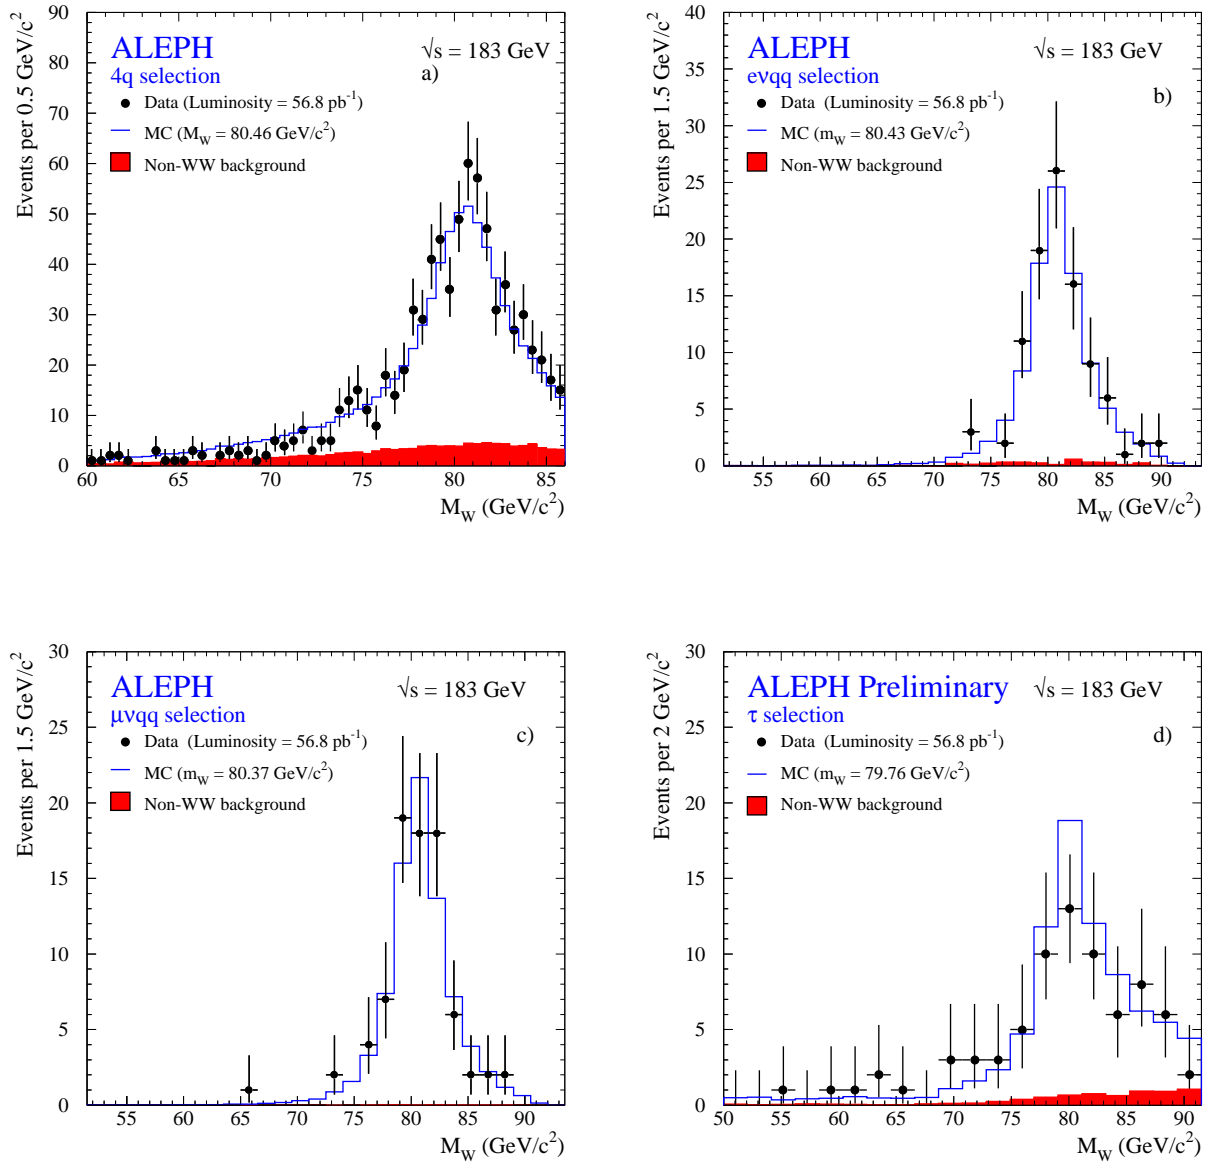 ALEPH
√s = 183 GeV
4q selection
a)
Data (Luminosity = 56.8 pb⁻¹)
MC (M_W = 80.46 GeV/c²)
Non-WW background
Events per 0.5 GeV/c²
0 10 20 30 40 50 60 70 80 90
60 65 70 75 80 85
M_W (GeV/c²)
ALEPH
√s = 183 GeV
eνqq selection
b)
Data (Luminosity = 56.8 pb⁻¹)
MC (m_W = 80.43 GeV/c²)
Non-WW background
Events per 1.5 GeV/c²
0 5 10 15 20 25 30 35 40
55 60 65 70 75 80 85 90
M_W (GeV/c²)
ALEPH
√s = 183 GeV
μνqq selection
c)
Data (Luminosity = 56.8 pb⁻¹)
MC (m_W = 80.37 GeV/c²)
Non-WW background
Events per 1.5 GeV/c²
0 5 10 15 20 25 30
55 60 65 70 75 80 85 90
M_W (GeV/c²)
ALEPH Preliminary
√s = 183 GeV
τ selection
d)
Data (Luminosity = 56.8 pb⁻¹)
MC (m_W = 79.76 GeV/c²)
Non-WW background
Events per 2 GeV/c²
0 5 10 15 20 25 30
50 55 60 65 70 75 80 85 90
M_W (GeV/c²)